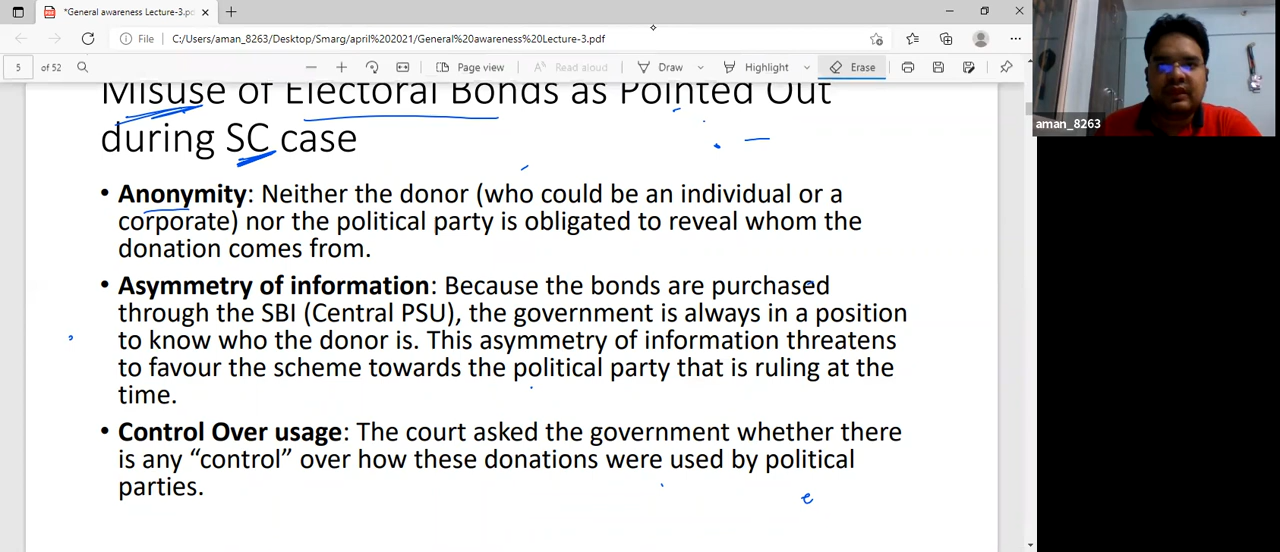 *General awareness Lecture-3.pd
File
C:/Users/aman_8263/Desktop/Smarg/april%202021/General%20awareness%20Lecture-3.pdf
5 of 52
Page view
Read aloud
Draw
Highlight
Erase
aman_8263
Misuse of Electoral Bonds as Pointed Out
during SC case
• Anonymity: Neither the donor (who could be an individual or a
corporate) nor the political party is obligated to reveal whom the
donation comes from.
• Asymmetry of information: Because the bonds are purchased
through the SBI (Central PSU), the government is always in a position
to know who the donor is. This asymmetry of information threatens
to favour the scheme towards the political party that is ruling at the
time.
• Control Over usage: The court asked the government whether there
is any “control” over how these donations were used by political
parties.